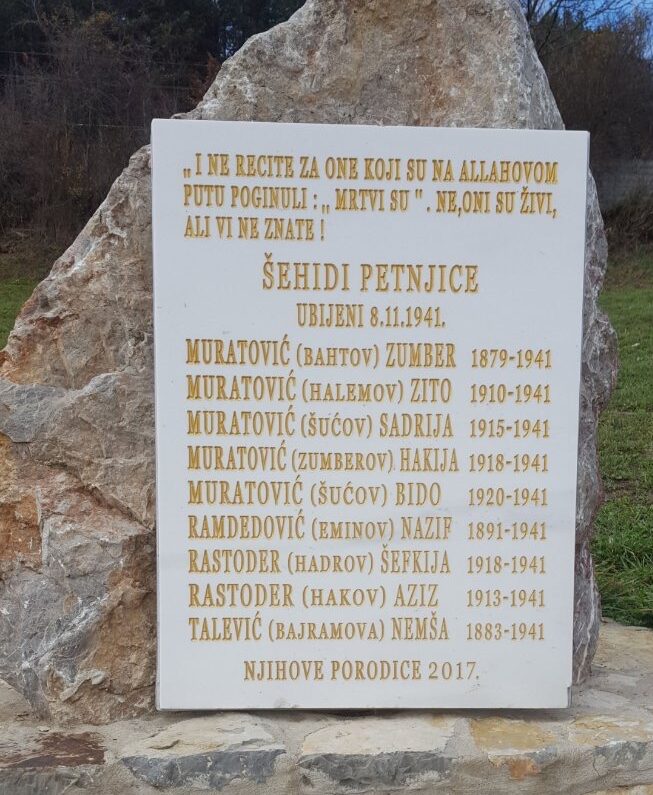 „ I NE RECITE ZA ONE KOJI SU NA ALLAHOVOM
PUTU POGINULI : „ MRTVI SU " . NE,ONI SU ŽIVI,
ALI VI NE ZNATE !
ŠEHIDI PETNJICE
UBIJENI 8.11.1941.
MURATOVIĆ (BAHTOV) ZUMBER 1879-1941
MURATOVIĆ (HALEMOV) ZITO 1910-1941
MURATOVIĆ (ŠUĆOV) SADRIJA 1915-1941
MURATOVIĆ (ZUMBEROV) HAKIJA 1918-1941
MURATOVIĆ (ŠUĆOV) BIDO 1920-1941
RAMDEDOVIĆ (EMINOV) NAZIF 1891-1941
RASTODER (HADROV) ŠEFKIJA 1918-1941
RASTODER (HAKOV) AZIZ 1913-1941
TALEVIĆ (BAJRAMOVA) NEMŠA 1883-1941
NJIHOVE PORODICE 2017.